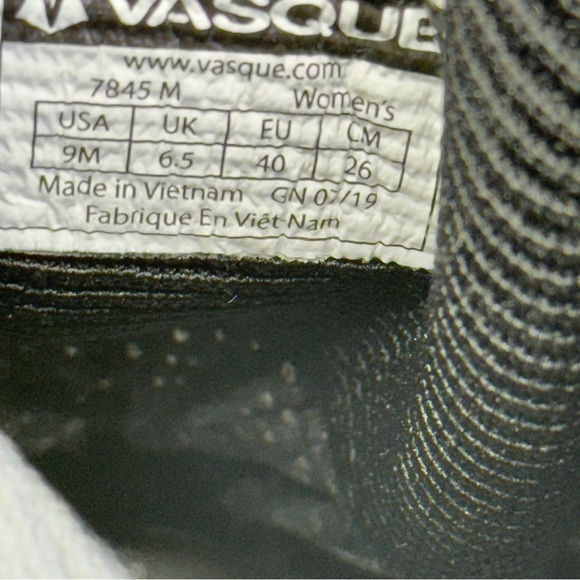 VASQUE
www.vasque.com
7845 M Women's
USA UK EU CM
9M 6.5 40 26
Made in Vietnam GN 07/19
Fabrique En Viêt-Nam